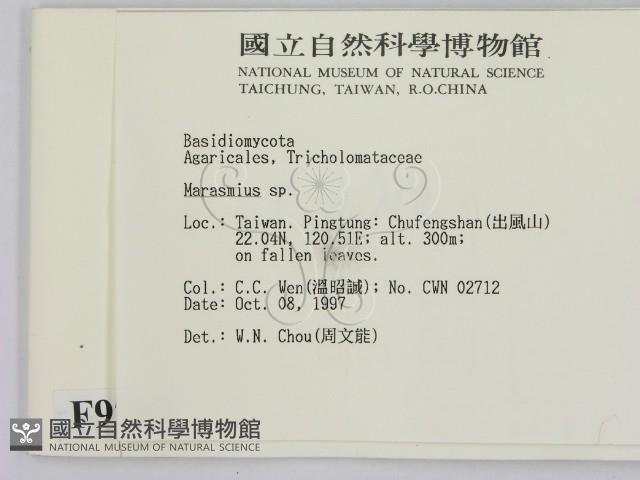 國立自然科學博物館
NATIONAL MUSEUM OF NATURAL SCIENCE
TAICHUNG, TAIWAN, R.O.CHINA
Basidiomycota
Agaricales, Tricholomataceae
Marasmius sp.
Loc.: Taiwan. Pingtung: Chufengshan(出風山)
22.04N, 120.51E; alt. 300m;
on fallen leaves.
Col.: C.C. Wen(溫昭誠); No. CWN 02712
Date: Oct. 08, 1997
Det.: W.N. Chou(周文能)
F9
國立自然科學博物館
NATIONAL MUSEUM OF NATURAL SCIENCE